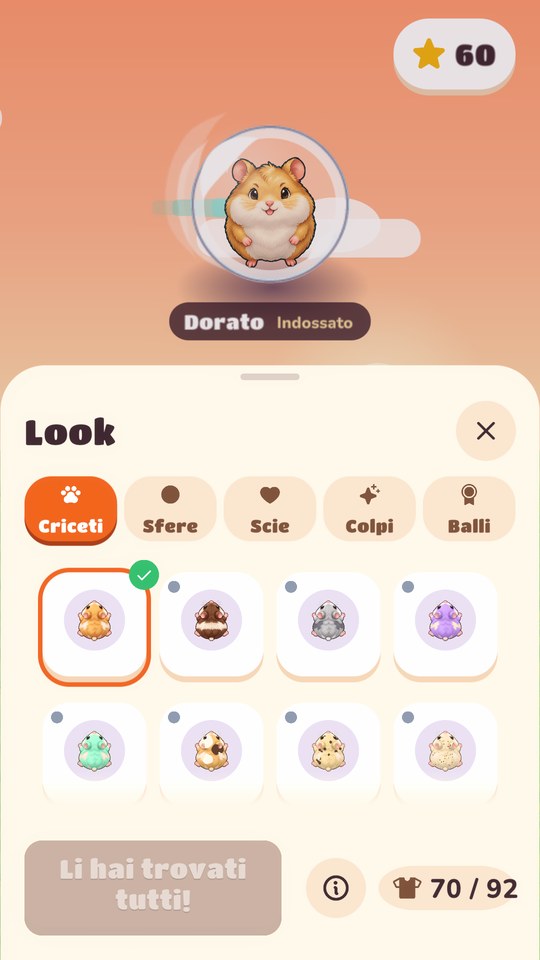 60
Dorato Indossato
Look
Criceti Sfere Scie Colpi Balli
Li hai trovati
tutti!
70 / 92